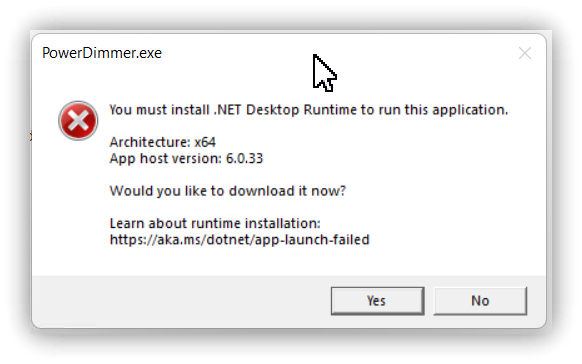 PowerDimmer.exe
You must install .NET Desktop Runtime to run this application.
Architecture: x64
App host version: 6.0.33
Would you like to download it now?
Learn about runtime installation:
https://aka.ms/dotnet/app-launch-failed
Yes
No